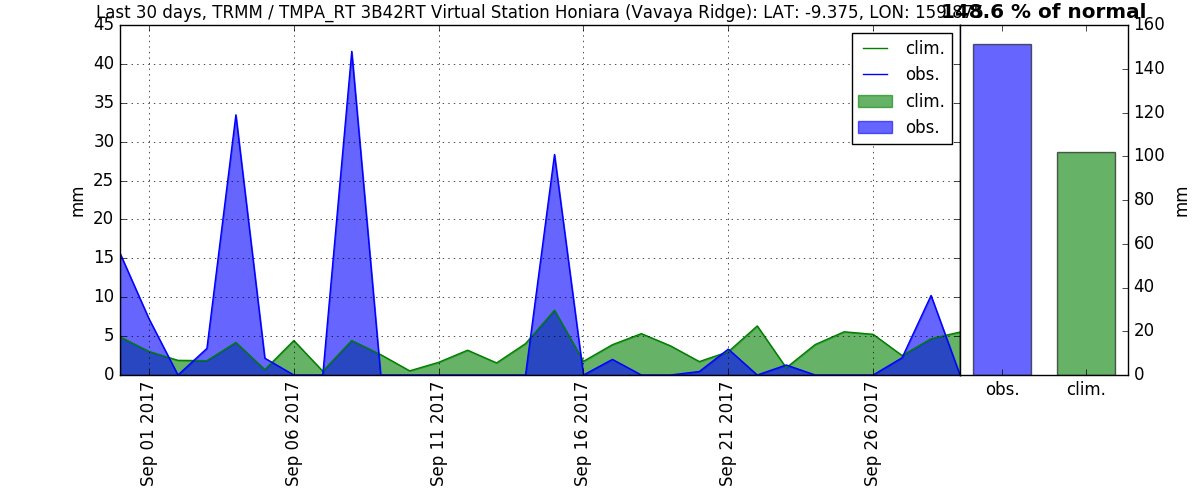 Last 30 days, TRMM / TMPA_RT 3B42RT Virtual Station Honiara (Vavaya Ridge): LAT: -9.375, LON:
148.6 % of normal
45
40
35
30
25
20
15
10
5
0
mm
clim.
obs.
clim.
obs.
Sep 01 2017
Sep 06 2017
Sep 11 2017
Sep 16 2017
Sep 21 2017
Sep 26 2017
160
140
120
100
80
60
40
20
0
mm
obs.
clim.